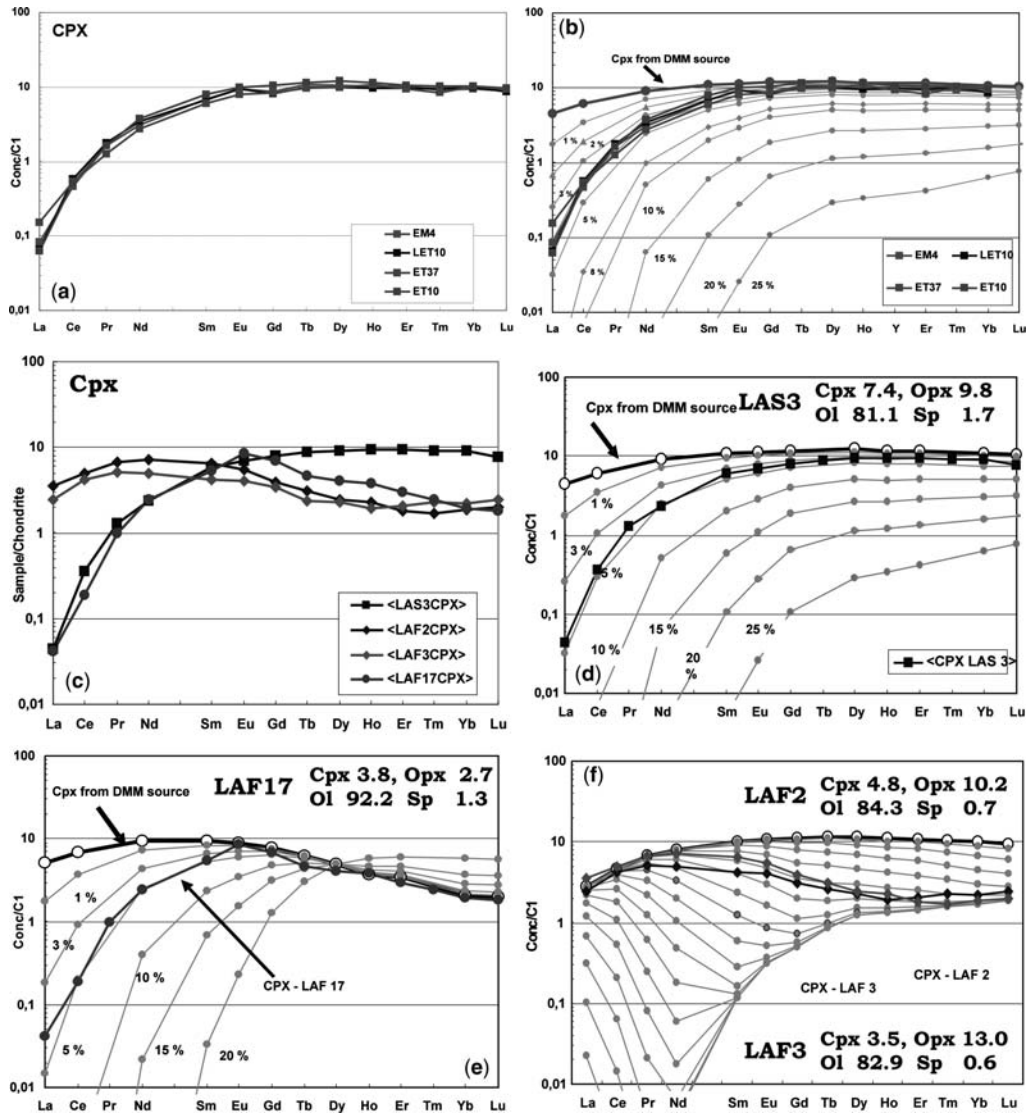 (a)
CPX
100
10
1
0,1
0,01
Conc/C1
EM4
LET10
ET37
ET10
La Ce Pr Nd Sm Eu Gd Tb Dy Ho Er Tm Yb Lu
(b)
100
10
1
0,1
0,01
Conc/C1
Cpx from DMM source
1 %
2 %
3 %
5 %
8 %
10 %
15 %
20 %
25 %
EM4 LET10
ET37 ET10
La Ce Pr Nd Sm Eu Gd Tb Dy Ho Y Er Tm Yb Lu
(c)
Cpx
100
10
1
0,1
0,01
Sample/Chondrite
<LAS3CPX>
<LAF2CPX>
<LAF3CPX>
<LAF17CPX>
La Ce Pr Nd Sm Eu Gd Tb Dy Ho Er Tm Yb Lu
(d)
LAS3 Cpx 7.4, Opx 9.8
Ol 81.1 Sp 1.7
Cpx from DMM source
100
10
1
0,1
0,01
Conc/C1
1 %
3 %
5 %
10 %
15 %
20 %
25 %
<CPX LAS 3>
La Ce Pr Nd Sm Eu Gd Tb Dy Ho Er Tm Yb Lu
(e)
LAF17 Cpx 3.8, Opx 2.7
Ol 92.2 Sp 1.3
Cpx from DMM source
100
10
1
0,1
0,01
Conc/C1
1 %
3 %
5 %
10 %
15 %
20 %
CPX - LAF 17
La Ce Pr Nd Sm Eu Gd Tb Dy Ho Er Tm Yb Lu
(f)
LAF2 Cpx 4.8, Opx 10.2
Ol 84.3 Sp 0.7
100
10
1
0,1
0,01
Conc/C1
CPX - LAF 2
CPX - LAF 3
LAF3 Cpx 3.5, Opx 13.0
Ol 82.9 Sp 0.6
La Ce Pr Nd Sm Eu Gd Tb Dy Ho Er Tm Yb Lu